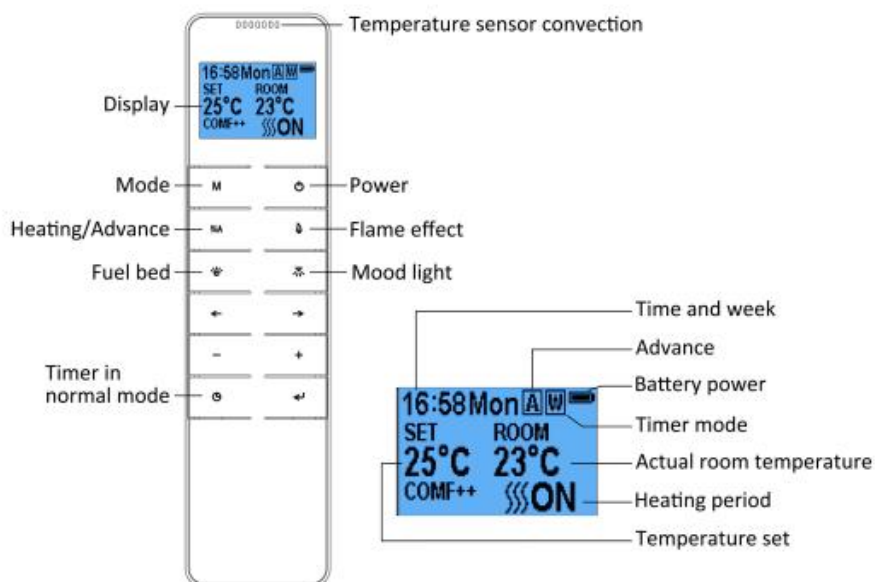 Temperature sensor convection
16:58Mon A W
SET ROOM
25°C 23°C
COMF++ ON
Display
Mode
M
Power
Heating/Advance
Flame effect
Fuel bed
Mood light
← →
- +
Timer in
normal mode
Time and week
Advance
Battery power
16:58Mon A W
Timer mode
SET ROOM
25°C 23°C
Actual room temperature
COMF++ ON
Heating period
Temperature set